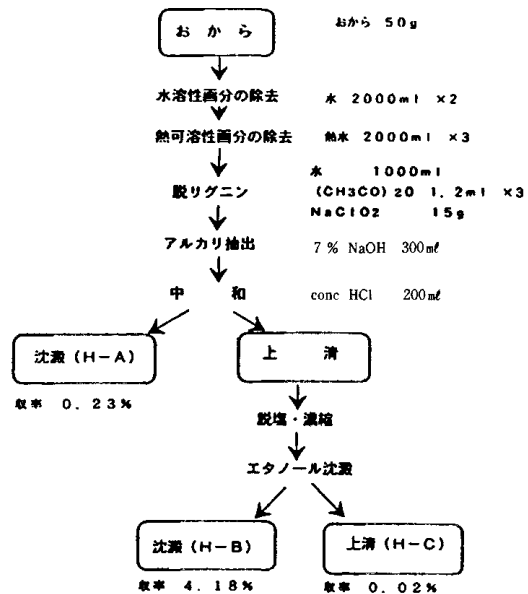 おから
おから 50g
水溶性画分の除去
水 2000ml ×2
熱可溶性画分の除去
熱水 2000ml ×3
水 1000ml
脱リグニン
(CH3CO)2O 1.2ml ×3
NaClO2 15g
アルカリ抽出
7% NaOH 300ml
中 和
conc HCl 200ml
沈澱(H-A)
上 清
収率 0.23%
脱塩・濃縮
エタノール沈澱
沈澱(H-B)
上清(H-C)
収率 4.18%
収率 0.02%